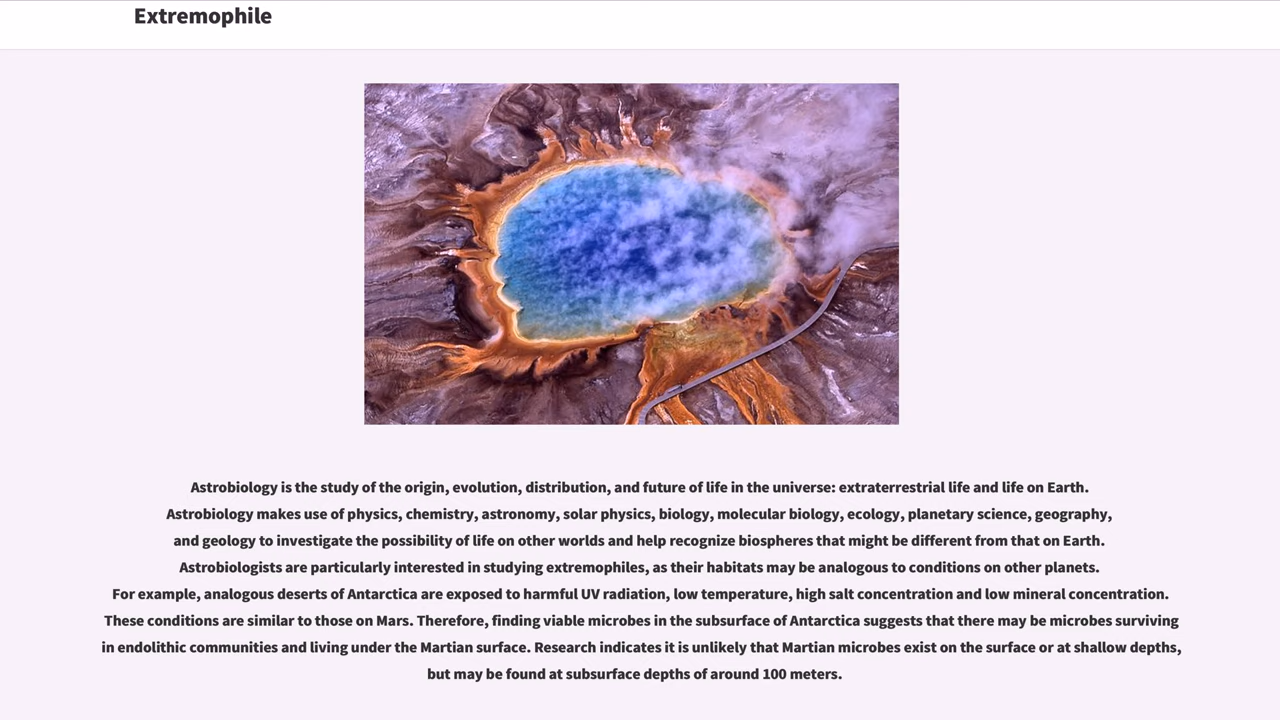 Extremophile
Astrobiology is the study of the origin, evolution, distribution, and future of life in the universe: extraterrestrial life and life on Earth.
Astrobiology makes use of physics, chemistry, astronomy, solar physics, biology, molecular biology, ecology, planetary science, geography,
and geology to investigate the possibility of life on other worlds and help recognize biospheres that might be different from that on Earth.
Astrobiologists are particularly interested in studying extremophiles, as their habitats may be analogous to conditions on other planets.
For example, analogous deserts of Antarctica are exposed to harmful UV radiation, low temperature, high salt concentration and low mineral concentration.
These conditions are similar to those on Mars. Therefore, finding viable microbes in the subsurface of Antarctica suggests that there may be microbes surviving
in endolithic communities and living under the Martian surface. Research indicates it is unlikely that Martian microbes exist on the surface or at shallow depths,
but may be found at subsurface depths of around 100 meters.